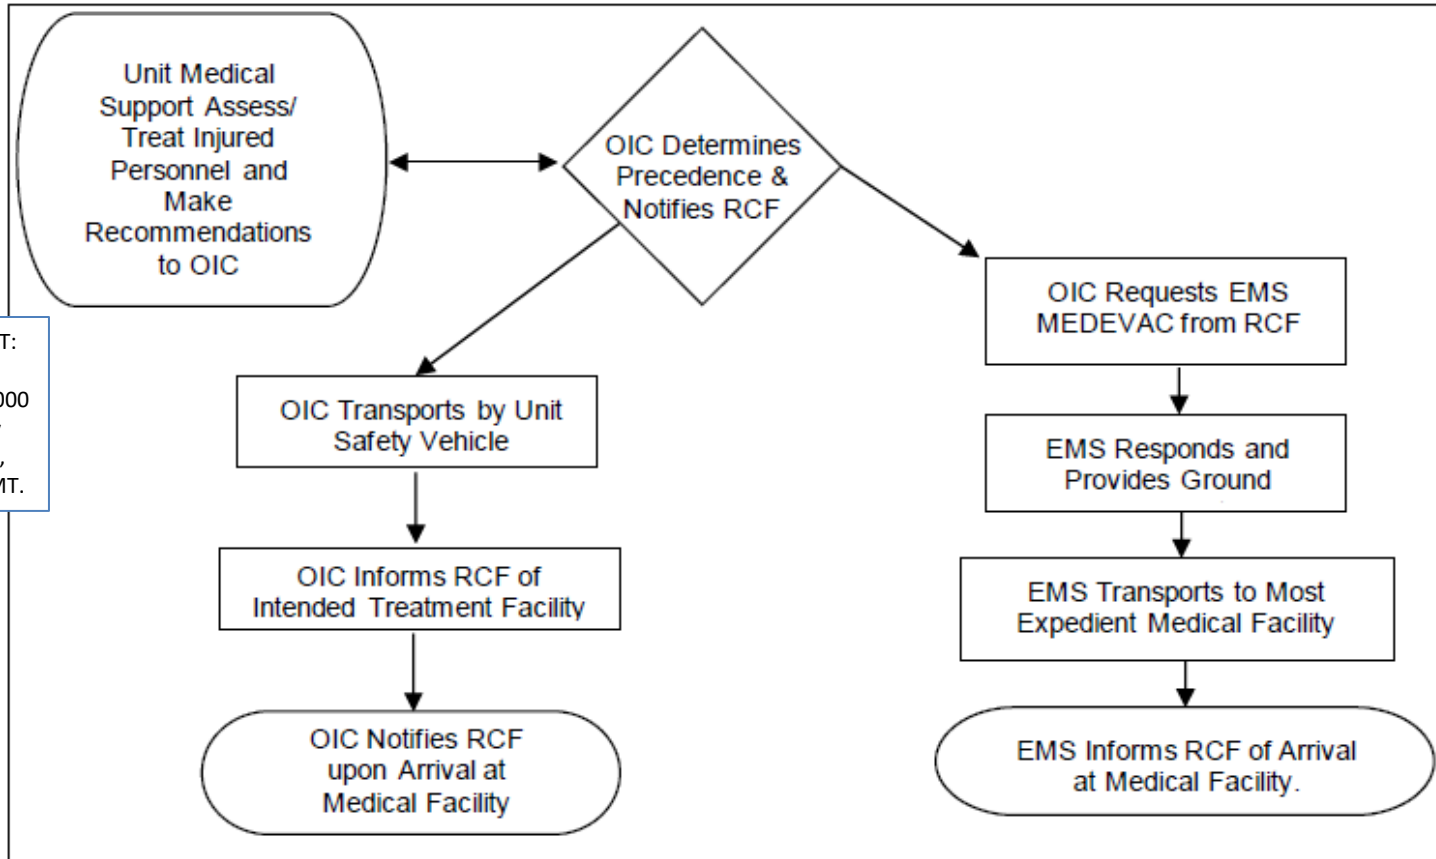 Unit Medical
Support Assess/
Treat Injured
Personnel and
Make
Recommendations
to OIC
OIC Determines
Precedence &
Notifies RCF
OIC Requests EMS
MEDEVAC from RCF
T:
000
,
MT.
OIC Transports by Unit
Safety Vehicle
EMS Responds and
Provides Ground
OIC Informs RCF of
Intended Treatment Facility
EMS Transports to Most
Expedient Medical Facility
OIC Notifies RCF
upon Arrival at
Medical Facility
EMS Informs RCF of Arrival
at Medical Facility.